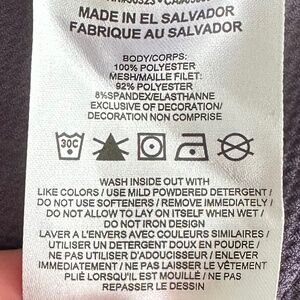 MADE IN EL SALVADOR
FABRIQUE AU SALVADOR
BODY/CORPS:
100% POLYESTER
MESH/MAILLE FILET:
92% POLYESTER
8%SPANDEX/ELASTHANNE
EXCLUSIVE OF DECORATION/
DECORATION NON COMPRISE
30C
WASH INSIDE OUT WITH
LIKE COLORS / USE MILD POWDERED DETERGENT /
DO NOT USE SOFTENERS / REMOVE IMMEDIATELY /
DO NOT ALLOW TO LAY ON ITSELF WHEN WET /
DO NOT IRON DESIGN
LAVER A L'ENVERS AVEC COULEURS SIMILAIRES /
UTILISER UN DETERGENT DOUX EN POUDRE /
NE PAS UTILISER D'ADOUCISSEUR / ENLEVER
IMMEDIATEMENT / NE PAS LAISSER LE VÊTEMENT
PLIÉ LORSQU'IL EST MOUILLÉ / NE PAS
REPASSER LE DESSIN